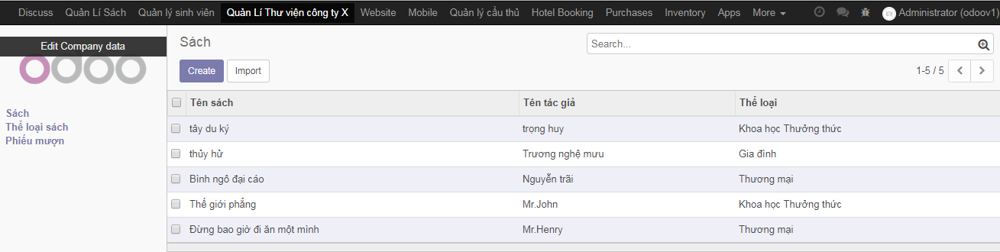 Discuss Quản Lí Sách Quản lý sinh viên Quản Lí Thư viện công ty X Website Mobile Quản lý cầu thủ Hotel Booking Purchases Inventory Apps More Administrator (odoov1)
Edit Company data
odoo
Sách
Thể loại sách
Phiếu mượn
Sách
Search...
Create Import
1-5 / 5
Tên sách Tên tác giả Thể loại
tây du ký trọng huy Khoa học Thưởng thức
thủy hử Trương nghệ mưu Gia đình
Bình ngô đại cáo Nguyễn trãi Thương mại
Thế giới phẳng Mr.John Khoa học Thưởng thức
Đừng bao giờ đi ăn một mình Mr.Henry Thương mại